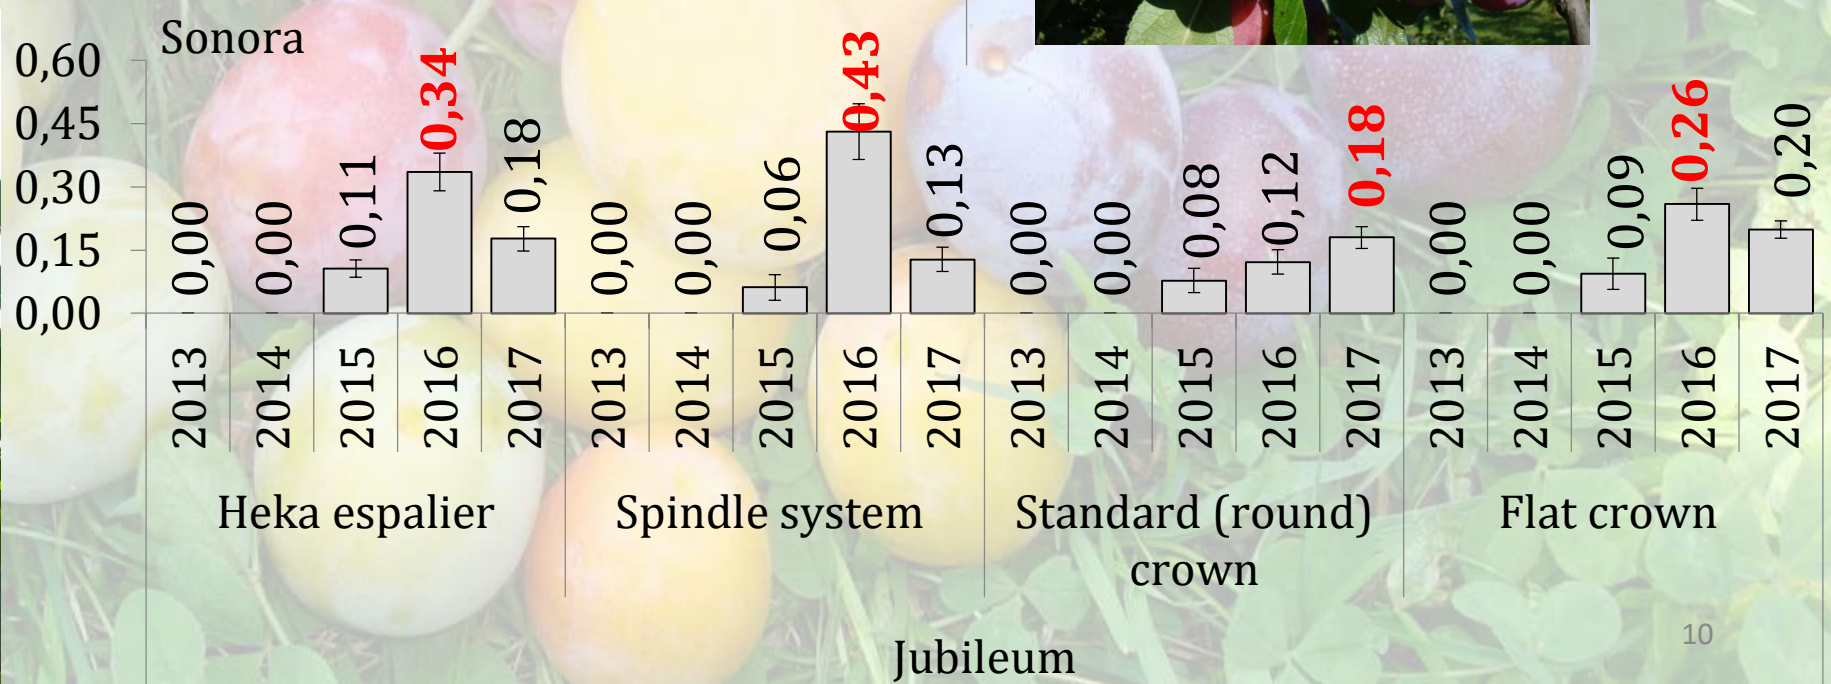 Sonora
0,60
0,45
0,30
0,15
0,00
0,00 0,00 0,11 0,34 0,18 0,00 0,00 0,06 0,43 0,13 0,00 0,00 0,08 0,12 0,18 0,00 0,00 0,09 0,26 0,20
2013 2014 2015 2016 2017 2013 2014 2015 2016 2017 2013 2014 2015 2016 2017 2013 2014 2015 2016 2017
Heka espalier Spindle system Standard (round) Flat crown
crown
Jubileum
10